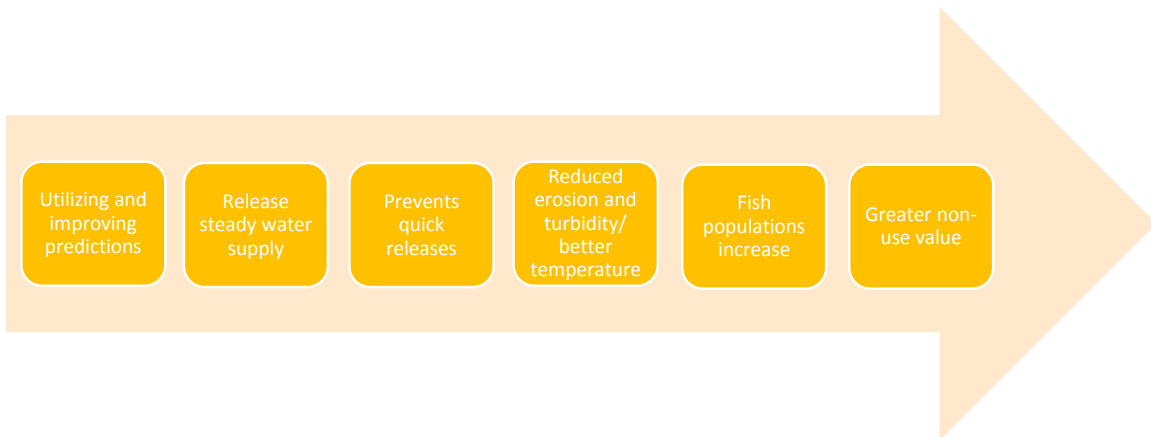 Utilizing and
improving
predictions
Release
steady water
supply
Prevents
quick
releases
Reduced
erosion and
turbidity/
better
temperature
Fish
populations
increase
Greater non-
use value